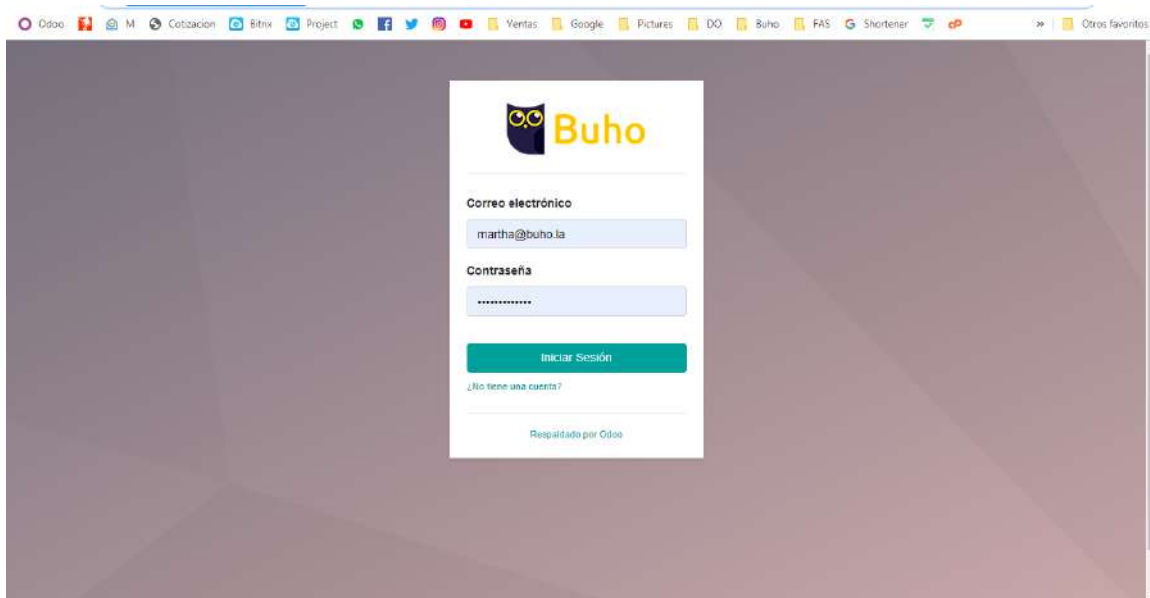 Odoo M Cotizacion Bitrix Project Ventas Google Pictures DO Buho FAS G Shortener cP » Otros favoritos
Buho
Correo electrónico
martha@buho.la
Contraseña
•••••••••••••
Iniciar Sesión
¿No tiene una cuenta?
Respaldado por Odoo